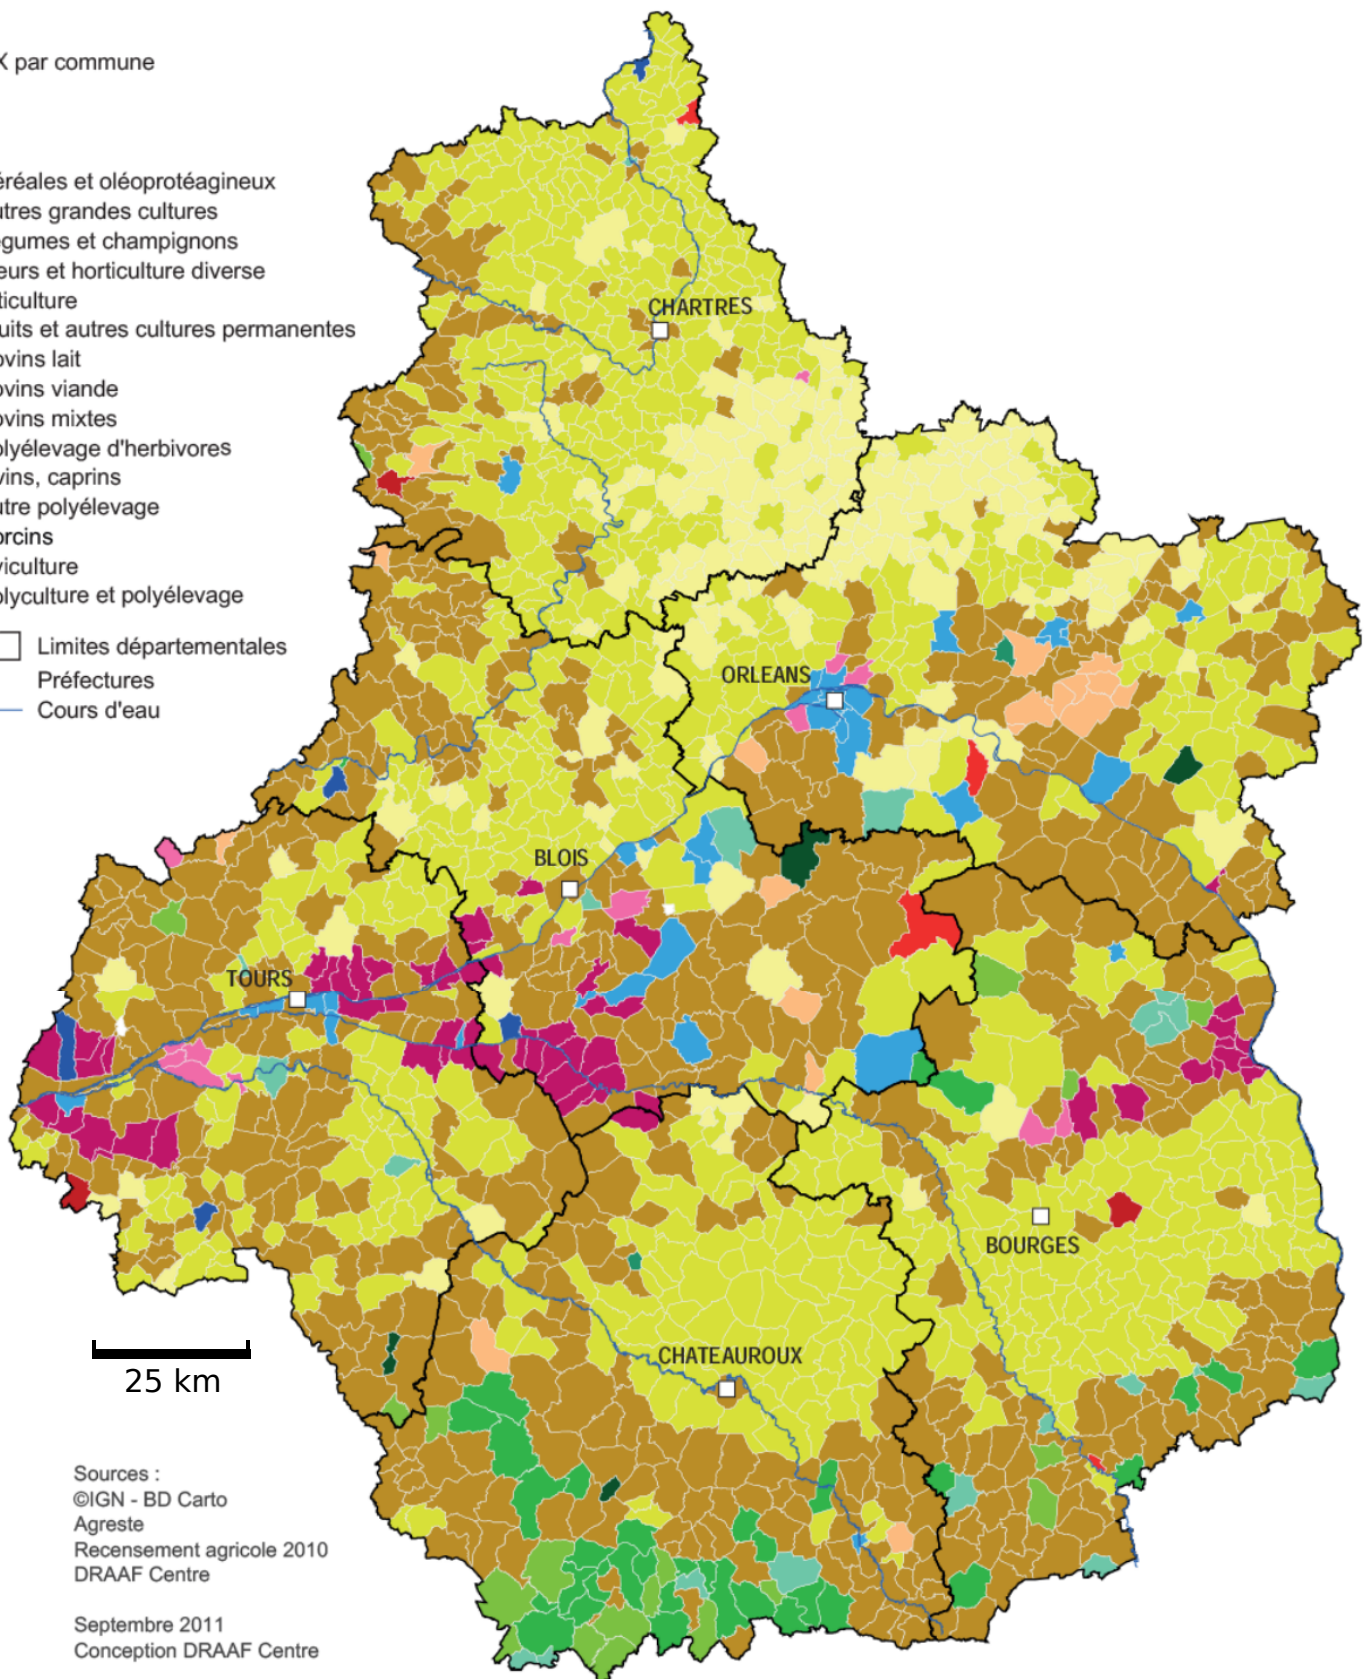 X par commune
éréales et oléoprotéagineux
utres grandes cultures
égumes et champignons
eurs et horticulture diverse
ticulture
uits et autres cultures permanentes
ovins lait
ovins viande
ovins mixtes
olyélevage d'herbivores
vins, caprins
utre polyélevage
orcins
viculture
olyculture et polyélevage
Limites départementales
Préfectures
Cours d'eau
CHARTRES
ORLEANS
BLOIS
TOURS
BOURGES
CHATEAUROUX
25 km
Sources :
©IGN - BD Carto
Agreste
Recensement agricole 2010
DRAAF Centre
Septembre 2011
Conception DRAAF Centre